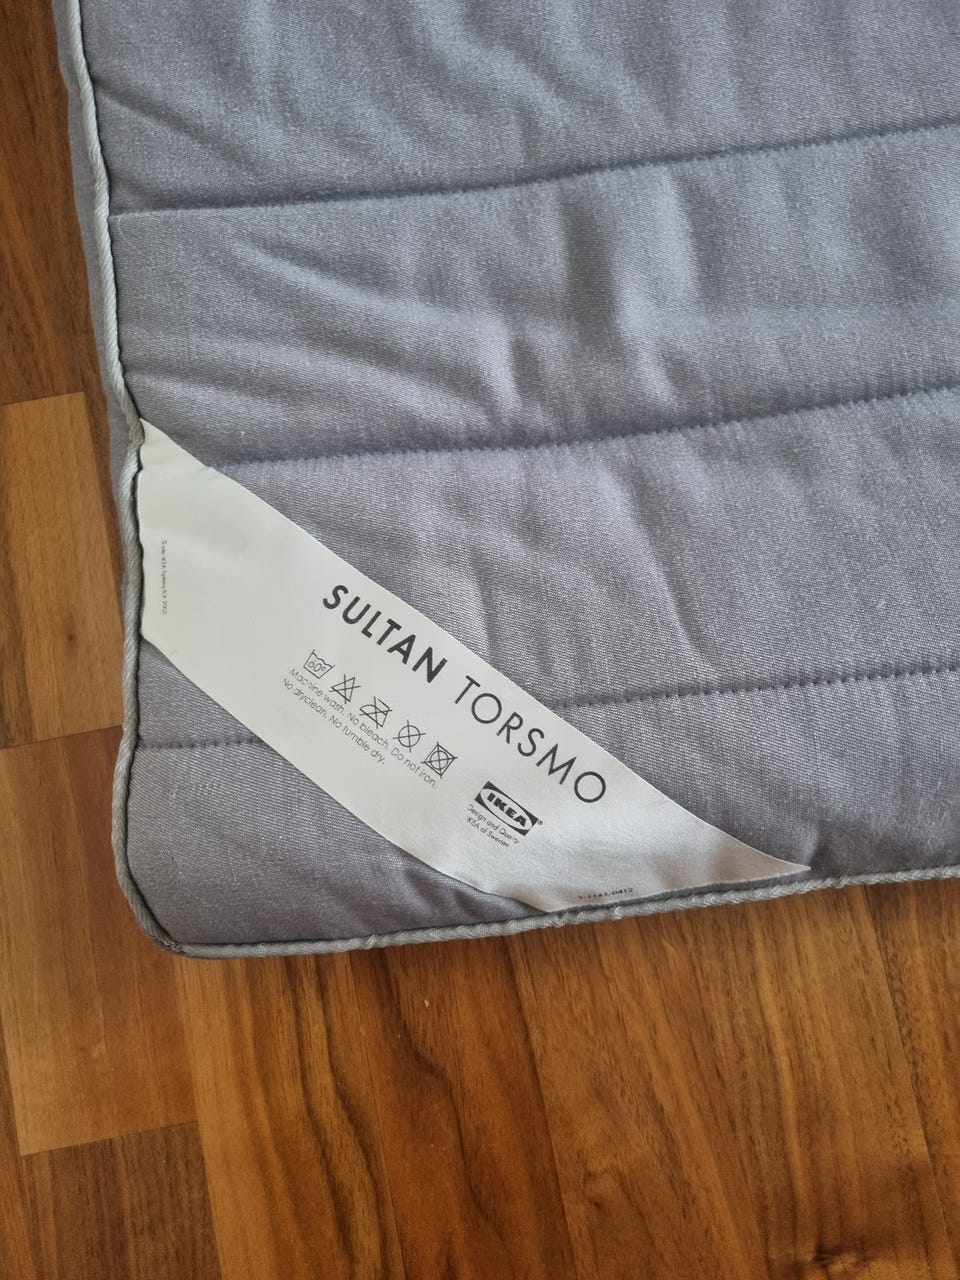 SULTAN TORSMO
60°
Machine wash. No bleach. Do not iron.
No dryclean. No tumble dry.
IKEA
Design and Quality
IKEA of Sweden